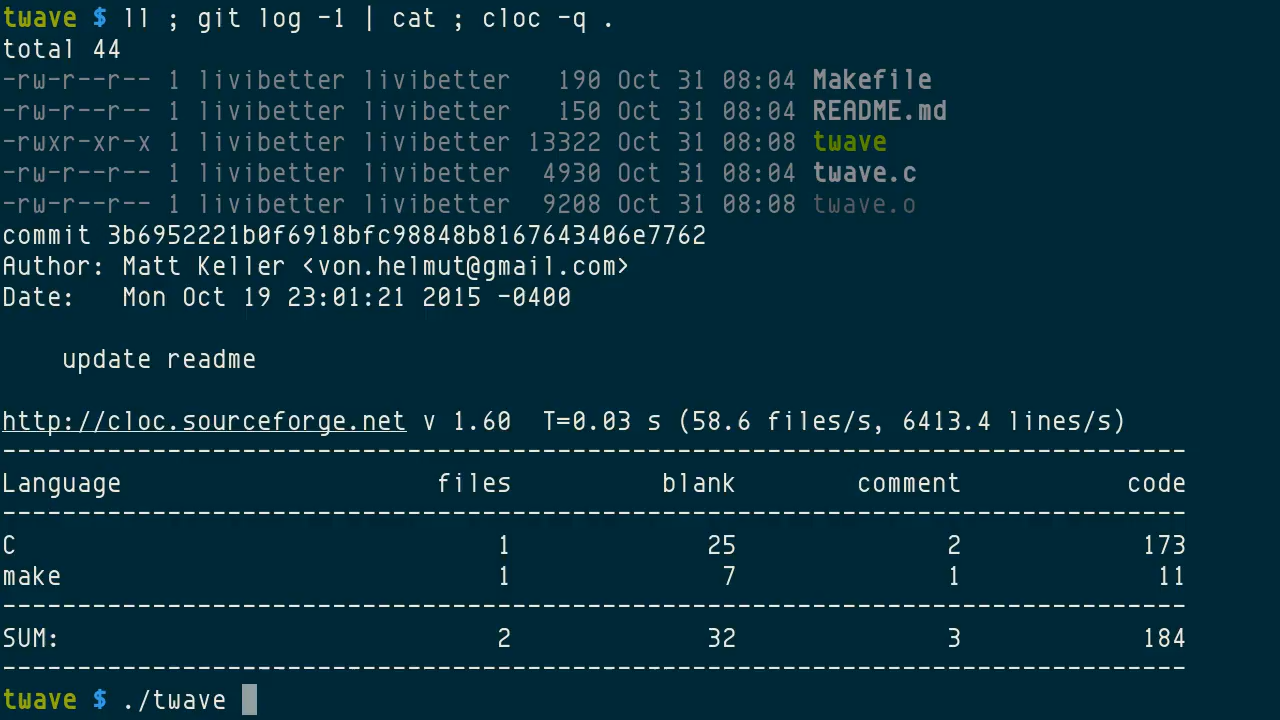 twave $ ll ; git log -1 | cat ; cloc -q .
total 44
-rw-r--r-- 1 livibetter livibetter   190 Oct 31 08:04 Makefile
-rw-r--r-- 1 livibetter livibetter   150 Oct 31 08:04 README.md
-rwxr-xr-x 1 livibetter livibetter 13322 Oct 31 08:08 twave
-rw-r--r-- 1 livibetter livibetter  4930 Oct 31 08:04 twave.c
-rw-r--r-- 1 livibetter livibetter  9208 Oct 31 08:08 twave.o
commit 3b6952221b0f6918bfc98848b8167643406e7762
Author: Matt Keller <von.helmut@gmail.com>
Date:   Mon Oct 19 23:01:21 2015 -0400
    update readme
http://cloc.sourceforge.net v 1.60  T=0.03 s (58.6 files/s, 6413.4 lines/s)
-------------------------------------------------------------------------------
Language                     files          blank        comment           code
-------------------------------------------------------------------------------
C                                1             25              2            173
make                             1              7              1             11
-------------------------------------------------------------------------------
SUM:                             2             32              3            184
-------------------------------------------------------------------------------
twave $ ./twave